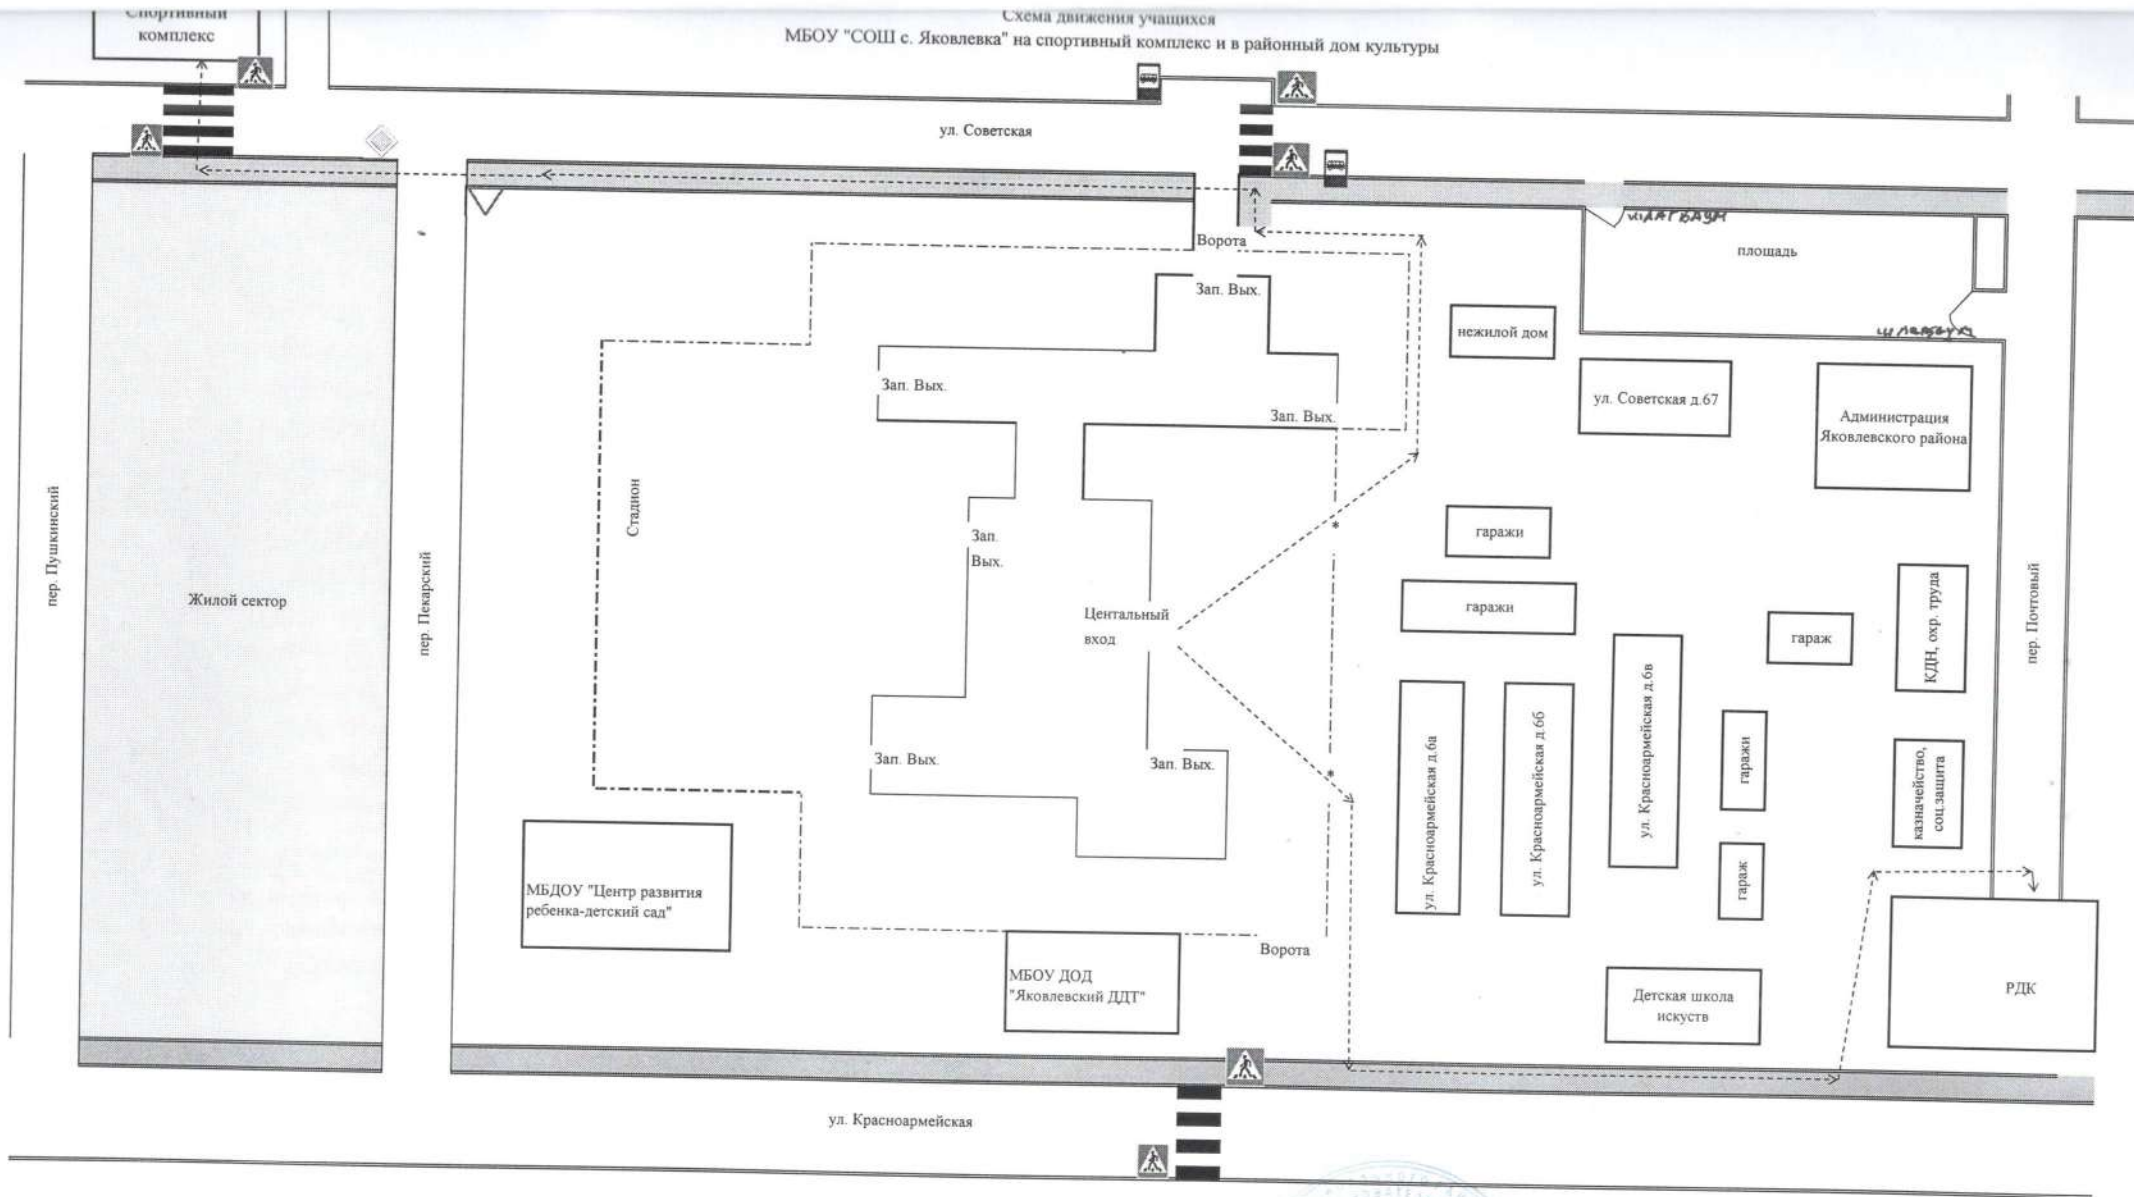 Спортивный
комплекс
Схема движения учащихся
МБОУ "СОШ с. Яковлевка" на спортивный комплекс и в районный дом культуры
ул. Советская
Ворота
шлагбаум
площадь
Зап. Вых.
нежилой дом
Зап. Вых.
Зап. Вых.
ул. Советская д.67
Администрация
Яковлевского района
Стадион
Зап.
Вых.
гаражи
пер. Пушкинский
Жилой сектор
пер. Пекарский
Центальный
вход
гаражи
гараж
КДН, охр. труда
пер. Почтовый
Зап. Вых.
Зап. Вых.
ул. Красноармейская д.6а
ул. Красноармейская д.6б
ул. Красноармейская д.6в
гаражи
казначейство,
соц.защита
гараж
МБДОУ "Центр развития
ребенка-детский сад"
Ворота
МБОУ ДОД
"Яковлевский ДДТ"
Детская школа
искуств
РДК
ул. Красноармейская